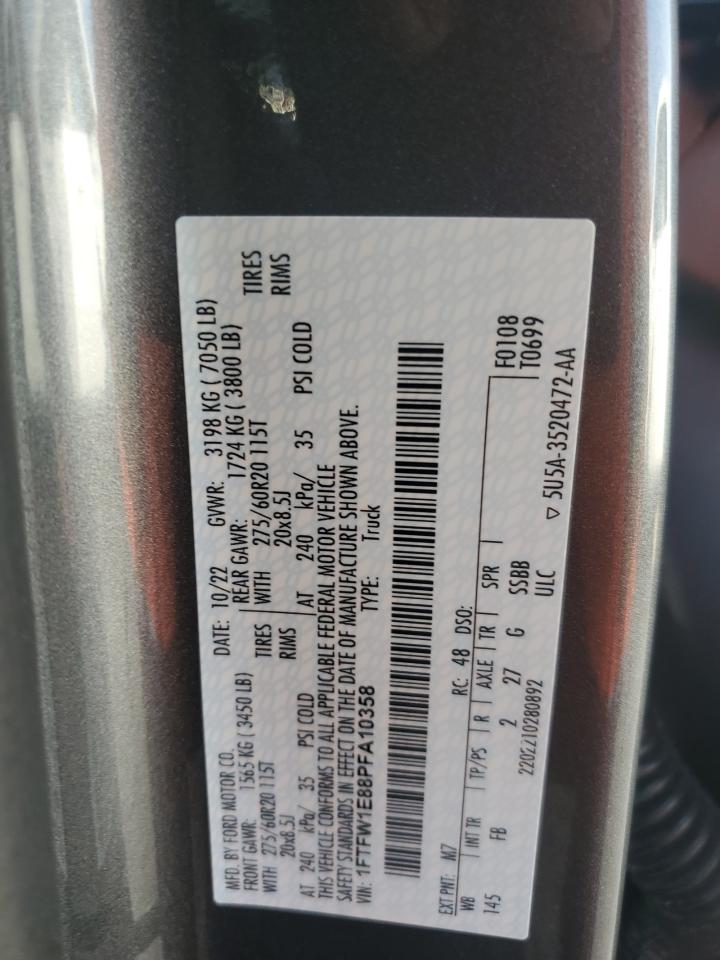 MFD. BY FORD MOTOR CO.
DATE: 10/22 GVWR: 3198 KG ( 7050 LB)
FRONT GAWR: 1565 KG ( 3450 LB) REAR GAWR: 1724 KG ( 3800 LB)
WITH 275/60R20 115T TIRES WITH 275/60R20 115T TIRES
20x8.5J RIMS 20x8.5J RIMS
AT 240 kPa/ 35 PSI COLD AT 240 kPa/ 35 PSI COLD
THIS VEHICLE CONFORMS TO ALL APPLICABLE FEDERAL MOTOR VEHICLE
SAFETY STANDARDS IN EFFECT ON THE DATE OF MANUFACTURE SHOWN ABOVE.
VIN: 1FTFW1E88PFA10358 TYPE: Truck
EXT PNT: M7 RC: 48 DSO:
WB INT TR TP/PS R AXLE TR SPR F0108
145 FB 2 27 G SSBB T0699
2202210280892 ULC ▽ 5U5A-3520472-AA